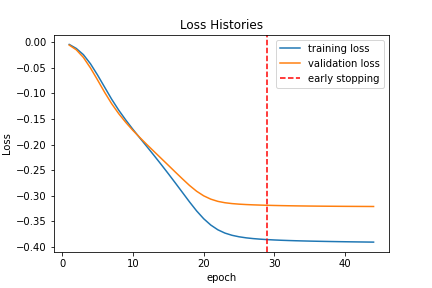 Loss Histories
training loss
validation loss
early stopping
0.00
−0.05
−0.10
−0.15
−0.20
−0.25
−0.30
−0.35
−0.40
Loss
0 10 20 30 40
epoch